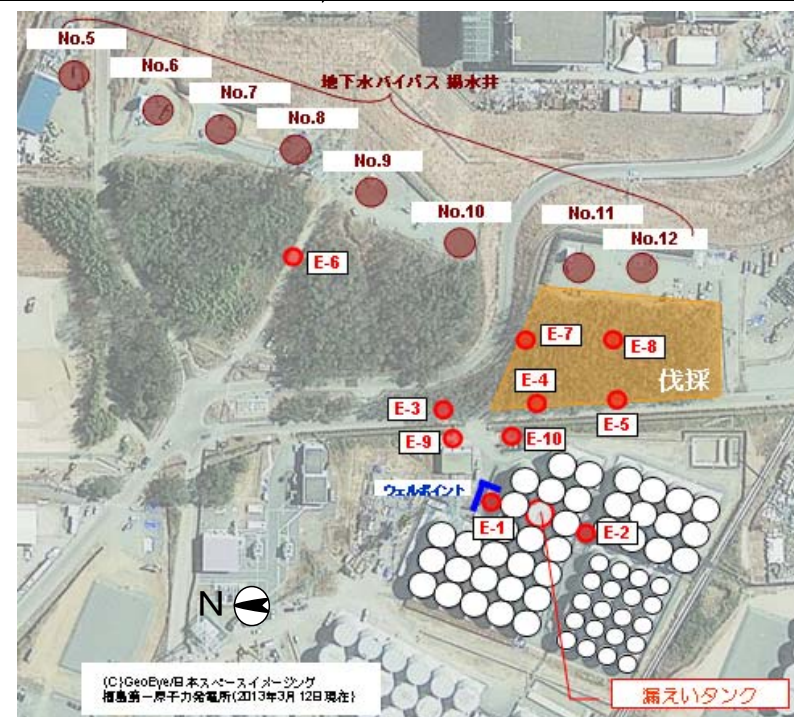 No.5
No.6
No.7
No.8
地下水バイパス 揚水井
No.9
No.10
No.11
No.12
E-6
E-7
E-8
伐採
E-4
E-3
E-5
E-9
E-10
ウェルポイント
E-1
E-2
N
(C)GeoEye/日本スペースイメージング
福島第一原子力発電所(2013年3月12日現在)
漏えいタンク